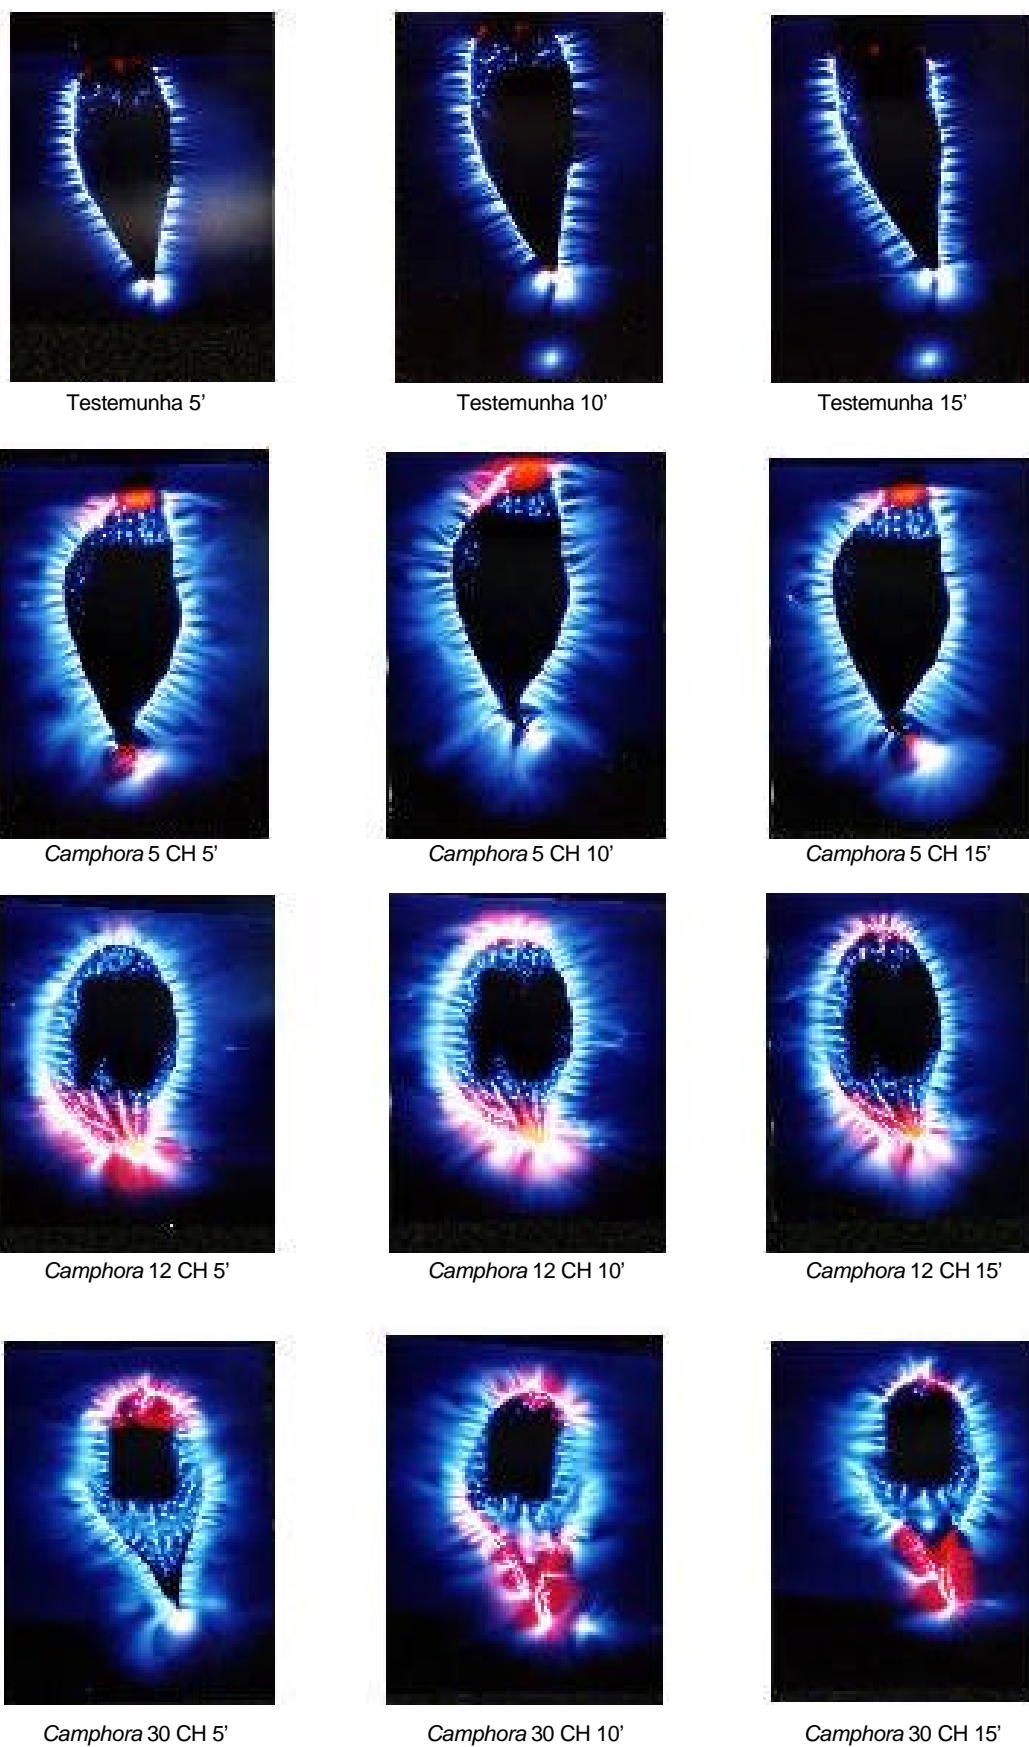 Testemunha 5’
Testemunha 10’
Testemunha 15’
Camphora 5 CH 5’
Camphora 5 CH 10’
Camphora 5 CH 15’
Camphora 12 CH 5’
Camphora 12 CH 10’
Camphora 12 CH 15’
Camphora 30 CH 5’
Camphora 30 CH 10’
Camphora 30 CH 15’